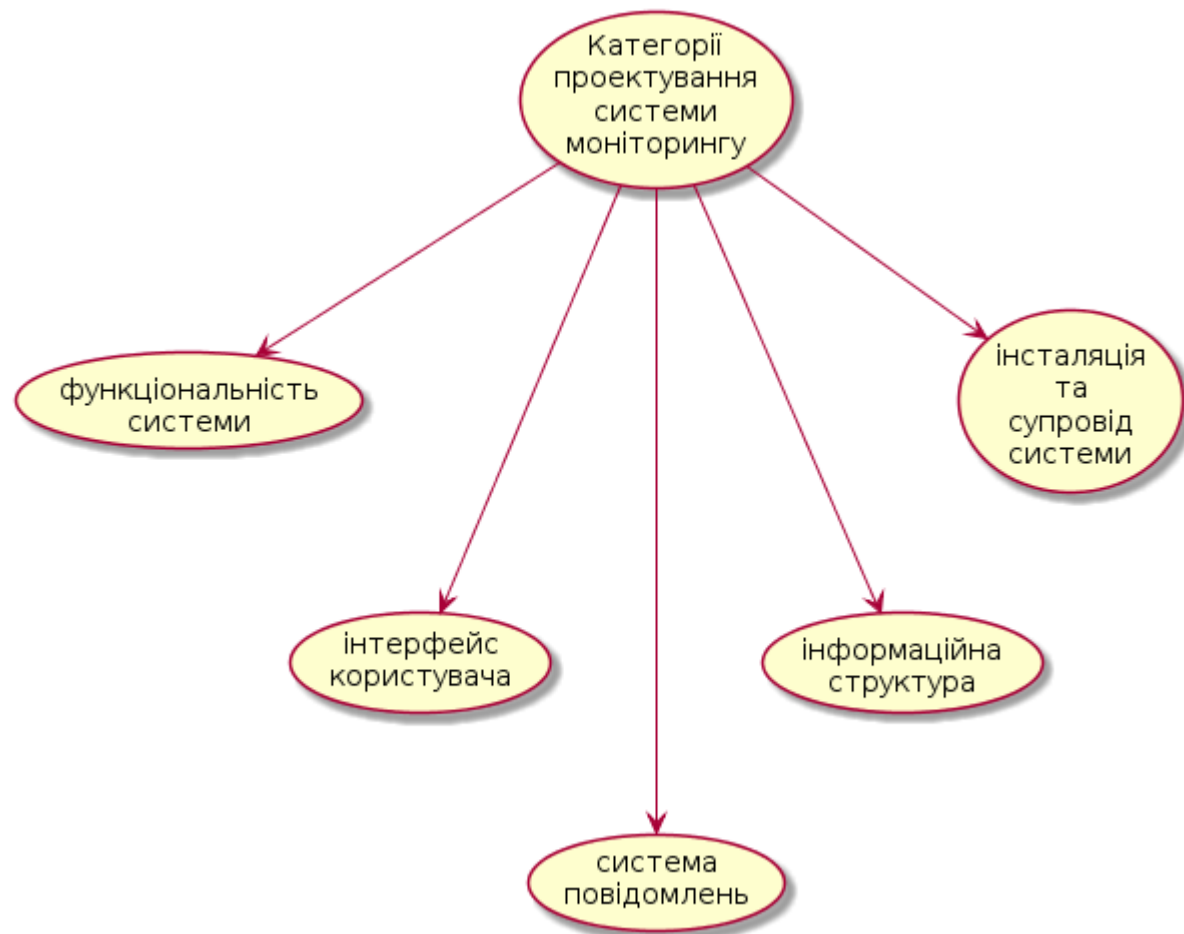 Категорії
проектування
системи
моніторингу
функціональність
системи
інсталяція
та
супровід
системи
інтерфейс
користувача
інформаційна
структура
система
повідомлень